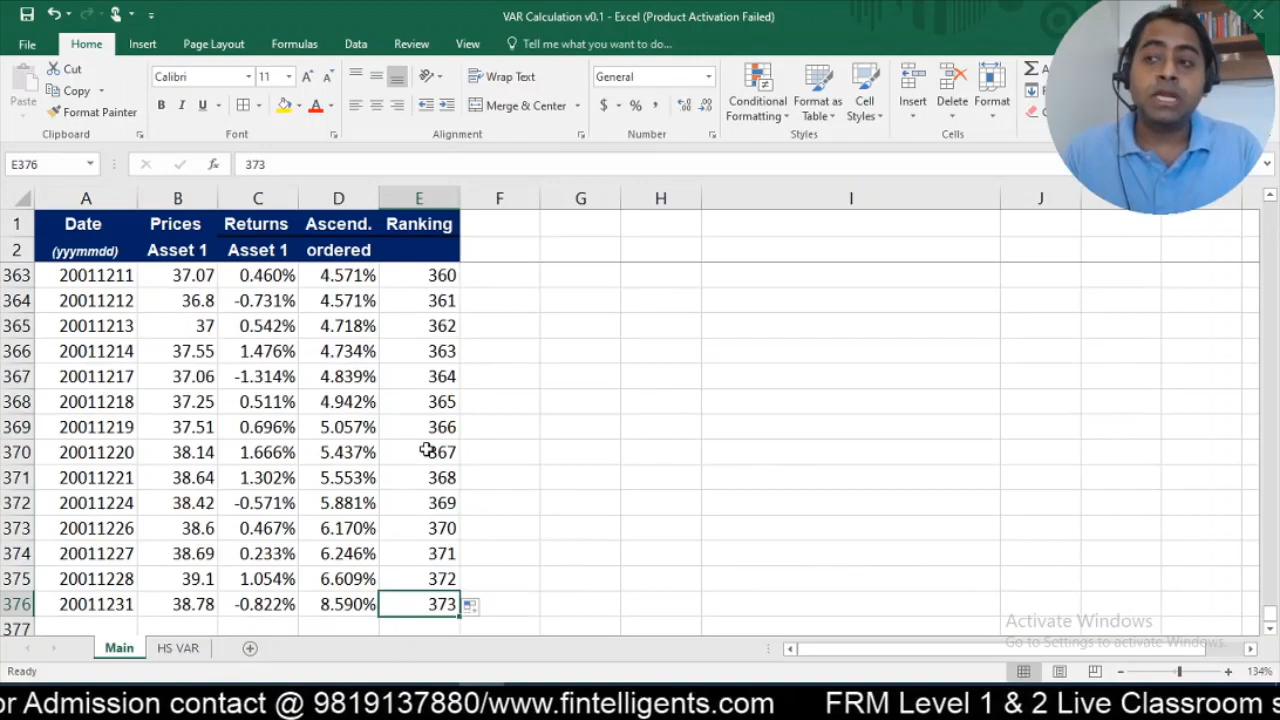 VAR Calculation v0.1 - Excel (Product Activation Failed)
File Home Insert Page Layout Formulas Data Review View Tell me what you want to do...
Paste
Cut
Copy
Format Painter
Clipboard
Calibri 11
B I U
Font
Wrap Text
Merge & Center
Alignment
General
$ % ,
Number
Conditional Formatting
Format as Table
Cell Styles
Styles
Insert Delete Format
Cells
E376 fx 373
A B C D E F G H I J
1 Date Prices Returns Ascend. Ranking
2 (yyymmdd) Asset 1 Asset 1 ordered
363 20011211 37.07 0.460% 4.571% 360
364 20011212 36.8 -0.731% 4.571% 361
365 20011213 37 0.542% 4.718% 362
366 20011214 37.55 1.476% 4.734% 363
367 20011217 37.06 -1.314% 4.839% 364
368 20011218 37.25 0.511% 4.942% 365
369 20011219 37.51 0.696% 5.057% 366
370 20011220 38.14 1.666% 5.437% 367
371 20011221 38.64 1.302% 5.553% 368
372 20011224 38.42 -0.571% 5.881% 369
373 20011226 38.6 0.467% 6.170% 370
374 20011227 38.69 0.233% 6.246% 371
375 20011228 39.1 1.054% 6.609% 372
376 20011231 38.78 -0.822% 8.590% 373
377
Activate Windows
Go to Settings to activate Windows.
Main HS VAR
Ready 134%
or Admission contact @ 9819137880/www.fintelligents.com FRM Level 1 & 2 Live Classroom s